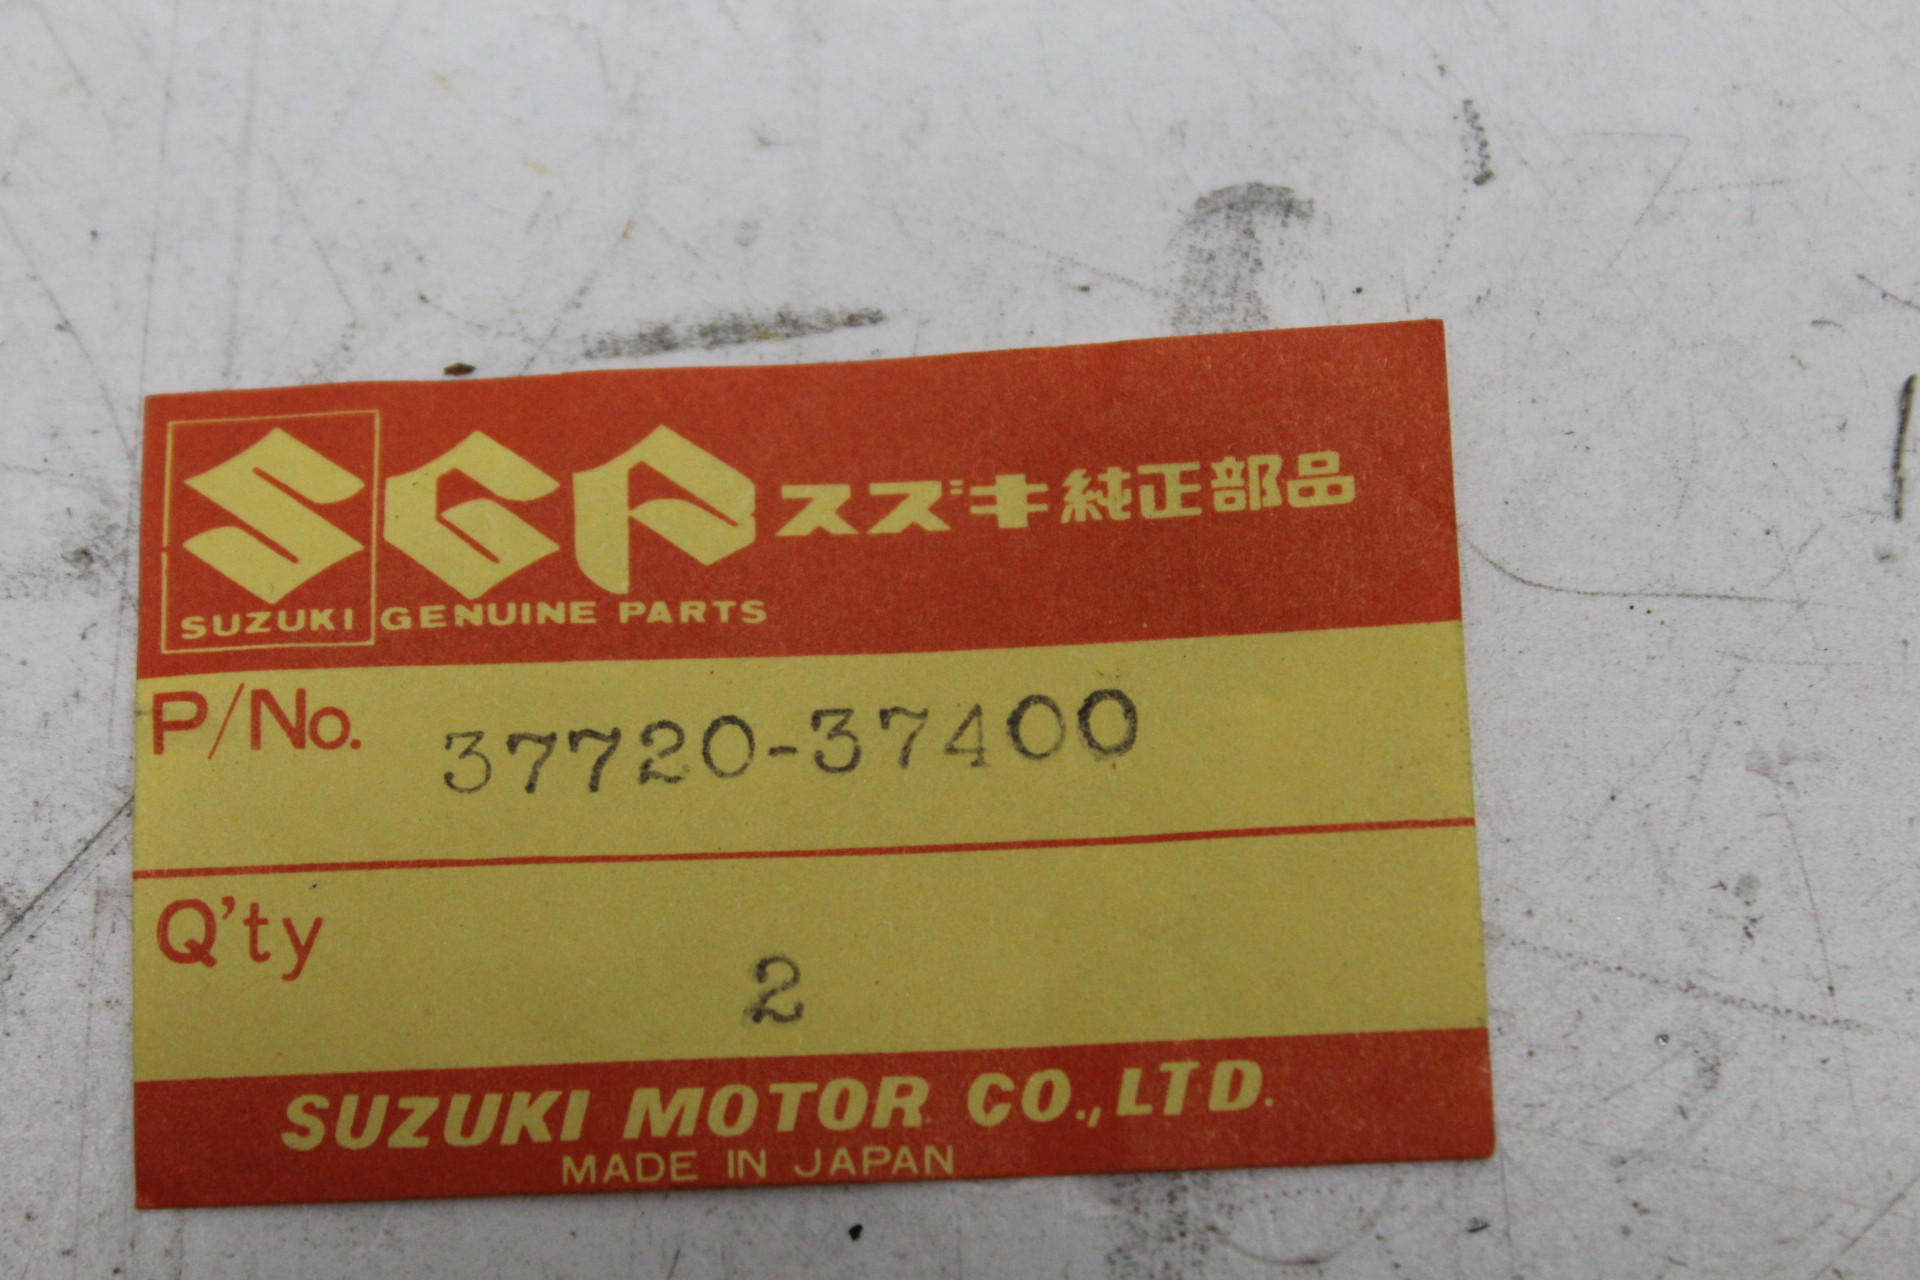 SGP スズキ純正部品
SUZUKI GENUINE PARTS
P/No. 37720-37400
Q'ty 2
SUZUKI MOTOR CO., LTD.
MADE IN JAPAN